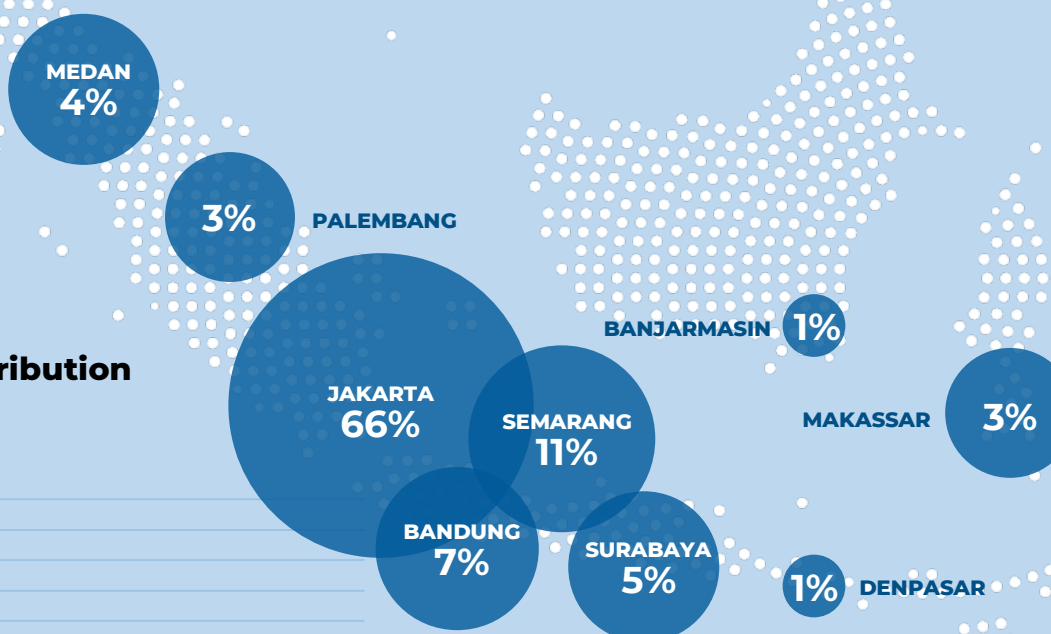 MEDAN
4%
3%
PALEMBANG
BANJARMASIN
1%
ribution
JAKARTA
66%
SEMARANG
11%
MAKASSAR
3%
BANDUNG
7%
SURABAYA
5%
1%
DENPASAR